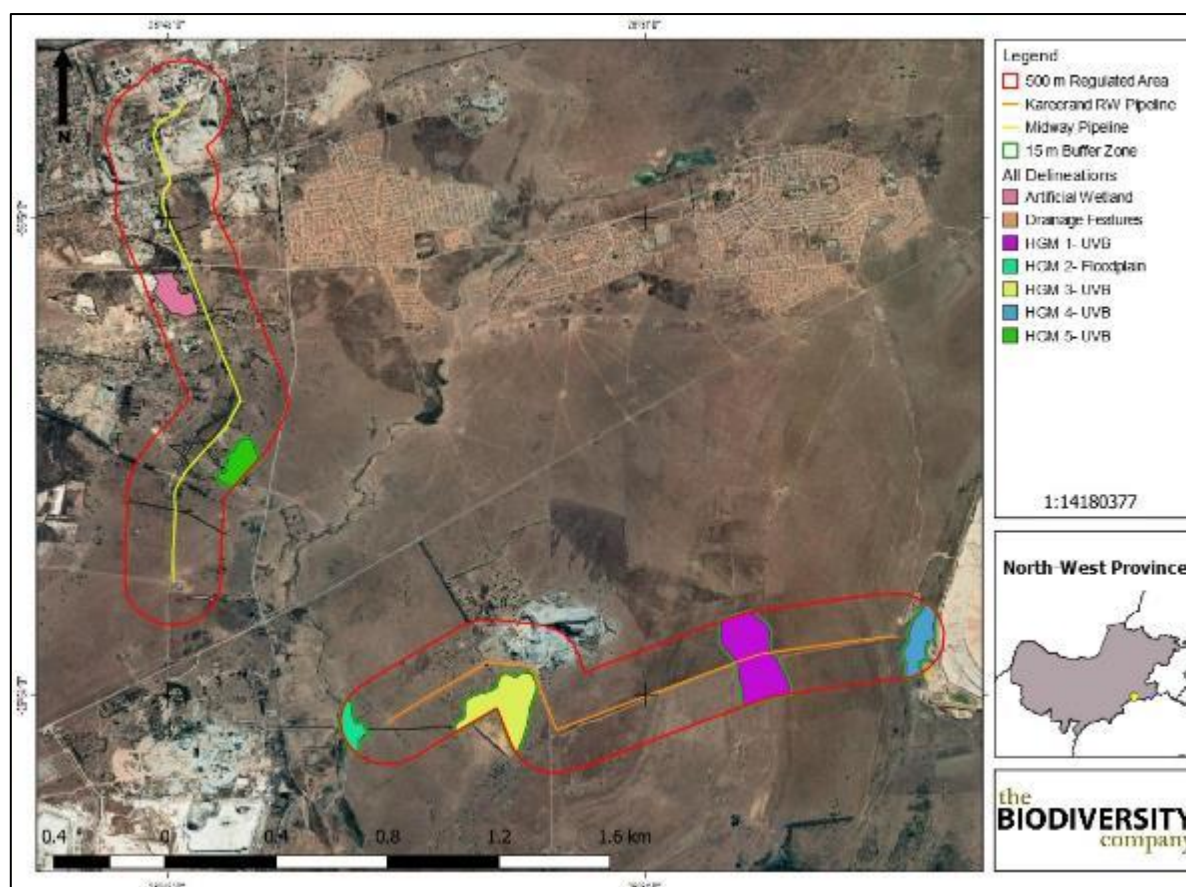 N
Legend
500 m Regulated Area
Kareerand RW Pipeline
Midway Pipeline
15 m Buffer Zone
All Delineations
Artificial Wetland
Drainage Features
HGM 1- UVB
HGM 2- Floodplain
HGM 3- UVB
HGM 4- UVB
HGM 5- UVB
1:14180377
North-West Province
0.4 0 0.4 0.8 1.2 1.6 km
the
BIODIVERSITY
company